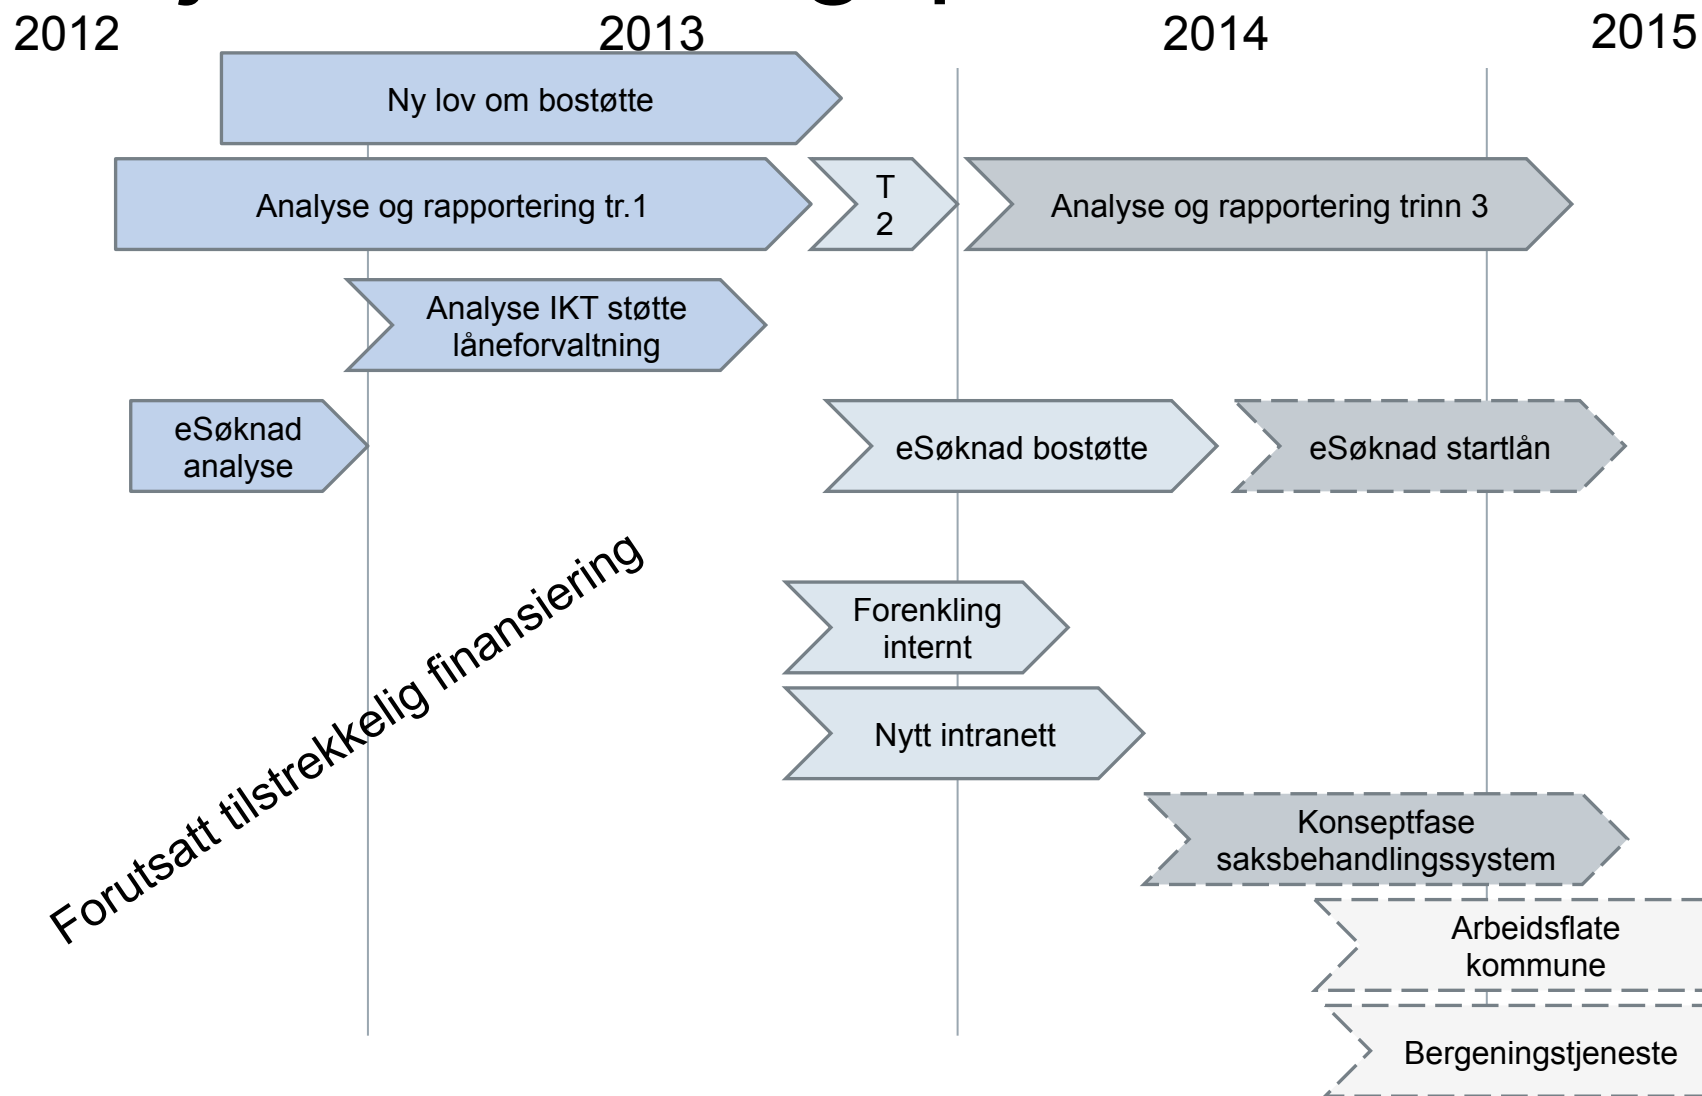 2012
2013
2014
2015
Ny lov om bostøtte
Analyse og rapportering tr.1
T
2
Analyse og rapportering trinn 3
Analyse IKT støtte
låneforvaltning
eSøknad
analyse
eSøknad bostøtte
eSøknad startlån
Forutsatt tilstrekkelig finansiering
Forenkling
internt
Nytt intranett
Konseptfase
saksbehandlingssystem
Arbeidsflate
kommune
Bergeningstjeneste